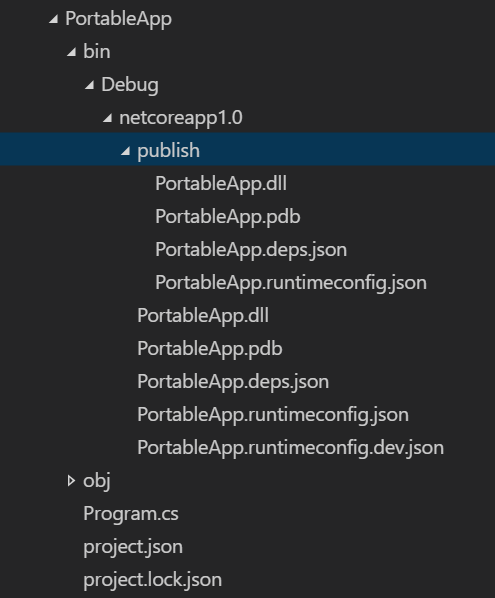 PortableApp
bin
Debug
netcoreapp1.0
publish
PortableApp.dll
PortableApp.pdb
PortableApp.deps.json
PortableApp.runtimeconfig.json
PortableApp.dll
PortableApp.pdb
PortableApp.deps.json
PortableApp.runtimeconfig.json
PortableApp.runtimeconfig.dev.json
obj
Program.cs
project.json
project.lock.json